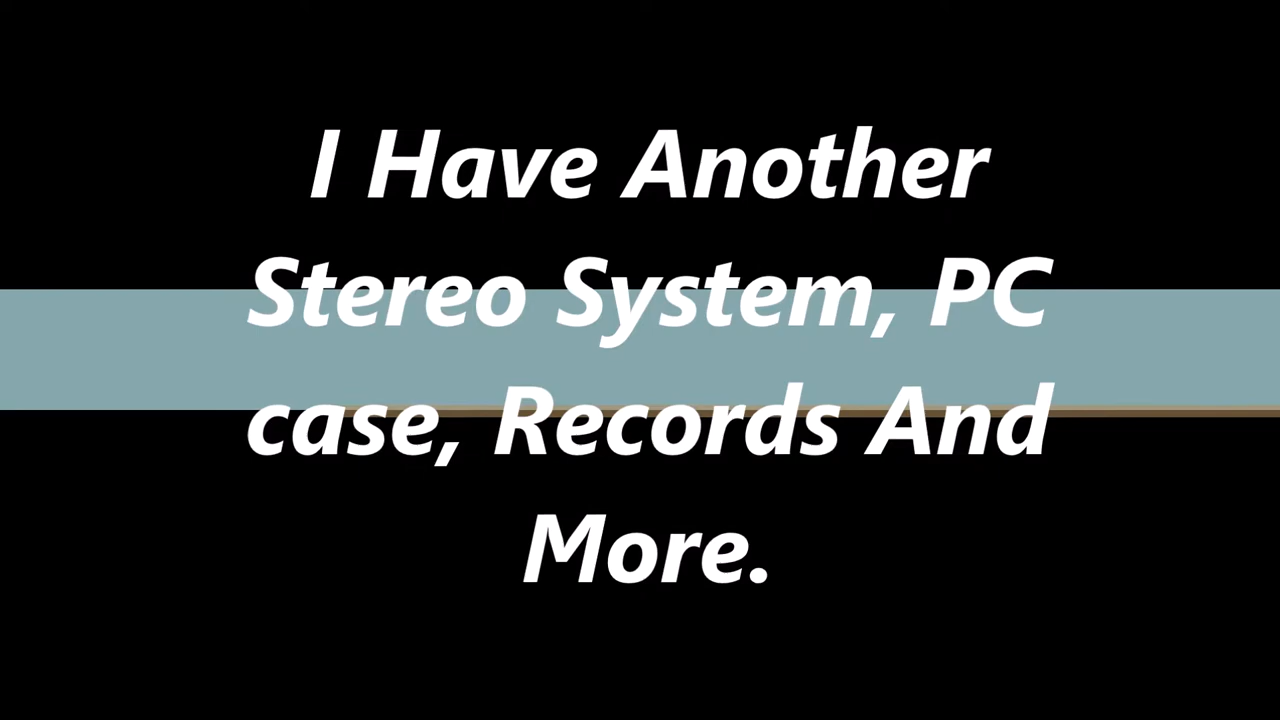 I Have Another
Stereo System, PC
case, Records And
More.